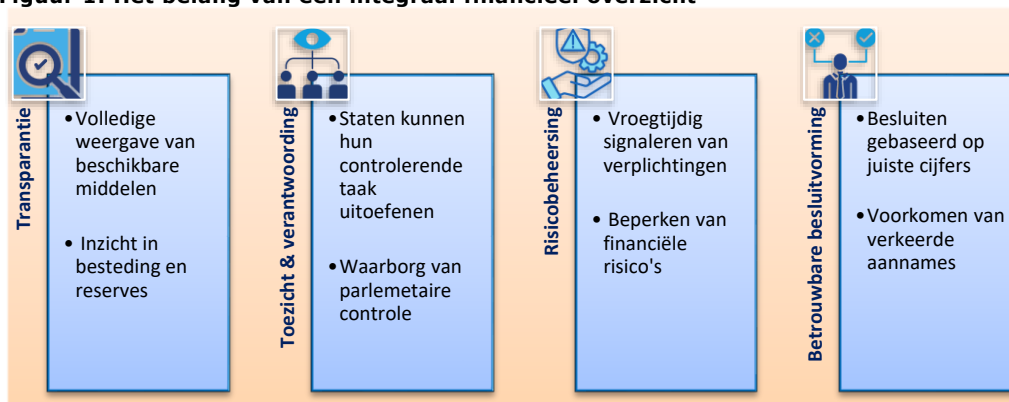 Figuur 1: Het belang van een integraal financieel overzicht
Transparantie
•Volledige
weergave van
beschikbare
middelen
• Inzicht in
besteding en
reserves
Toezicht & verantwoording
•Staten kunnen
hun
controlerende
taak
uitoefenen
•Waarborg van
parlemetaire
controle
Risicobeheersing
• Vroegtijdig
signaleren van
verplichtingen
• Beperken van
financiële
risico's
Betrouwbare besluitvorming
•Besluiten
gebaseerd op
juiste cijfers
•Voorkomen van
verkeerde
aannames